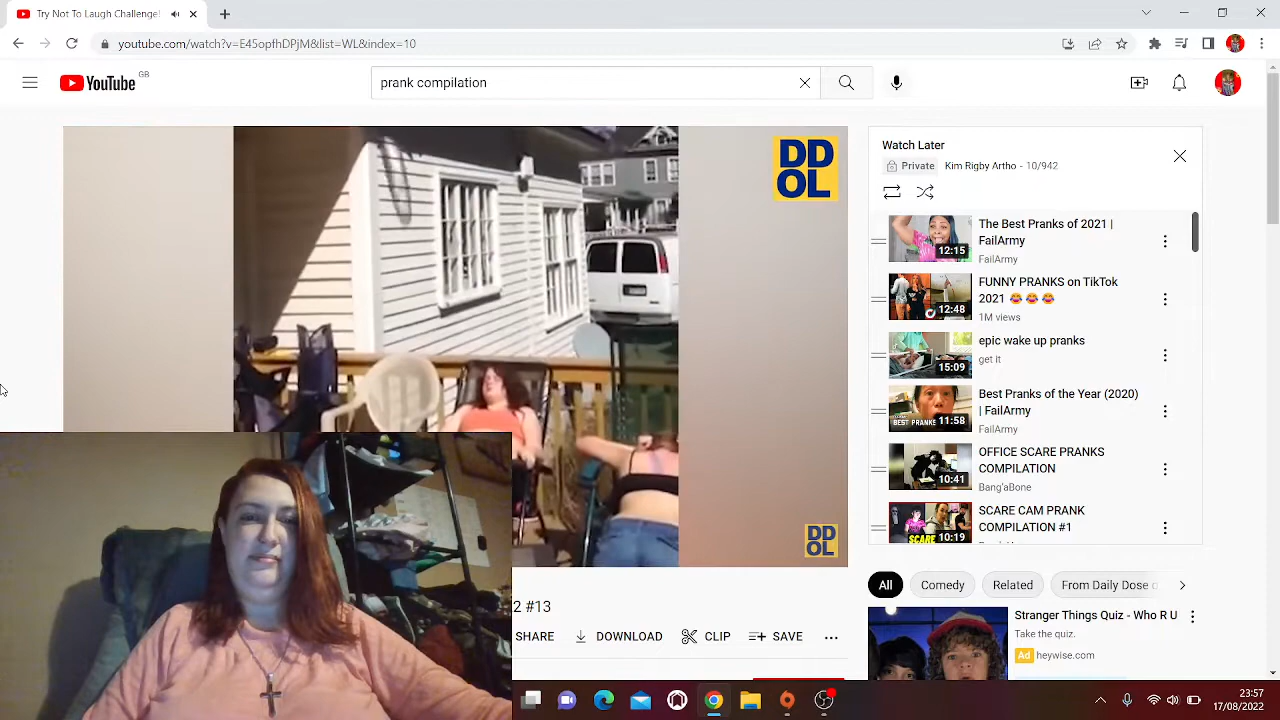 Try Not To Laugh Challenge!
youtube.com/watch?v=E45opfhDPjM&list=WL&index=10
YouTube GB
prank compilation
DD
OL
DD
OL
2 #13
SHARE
DOWNLOAD
CLIP
SAVE
Watch Later
Private Kim Rigby Artho - 10/942
The Best Pranks of 2021 |
FailArmy
FailArmy
12:15
FUNNY PRANKS on TikTok
2021 😂😂😂
1M views
12:48
epic wake up pranks
get it
15:09
Best Pranks of the Year (2020)
| FailArmy
FailArmy
BEST PRANKS
11:58
OFFICE SCARE PRANKS
COMPILATION
Bang'aBone
10:41
SCARE CAM PRANK
COMPILATION #1
SCARE
10:19
All
Comedy
Related
From Daily Dose o
Stranger Things Quiz - Who R U
Take the quiz.
Ad heywise.com
23:57
17/08/2022